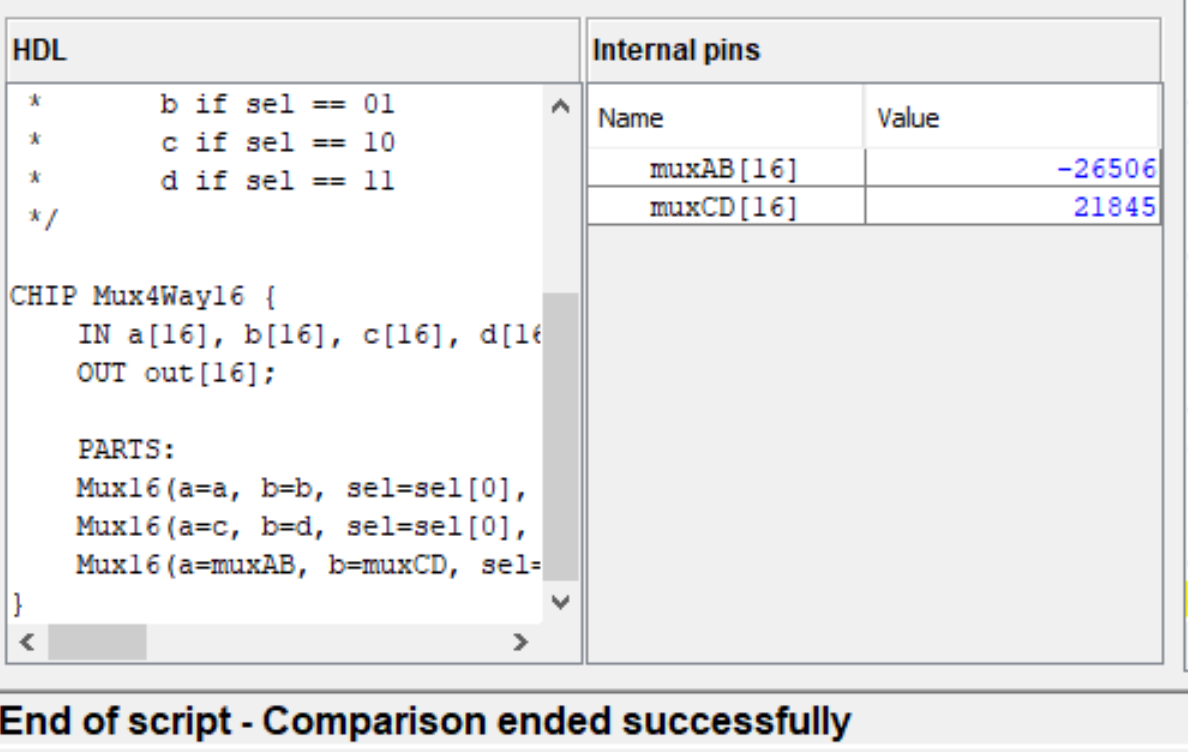 HDL
* b if sel == 01
* c if sel == 10
* d if sel == 11
*/
CHIP Mux4Way16 {
IN a[16], b[16], c[16], d[16
OUT out[16];
PARTS:
Mux16(a=a, b=b, sel=sel[0],
Mux16(a=c, b=d, sel=sel[0],
Mux16(a=muxAB, b=muxCD, sel=
}
Internal pins
Name Value
muxAB[16] -26506
muxCD[16] 21845
End of script - Comparison ended successfully